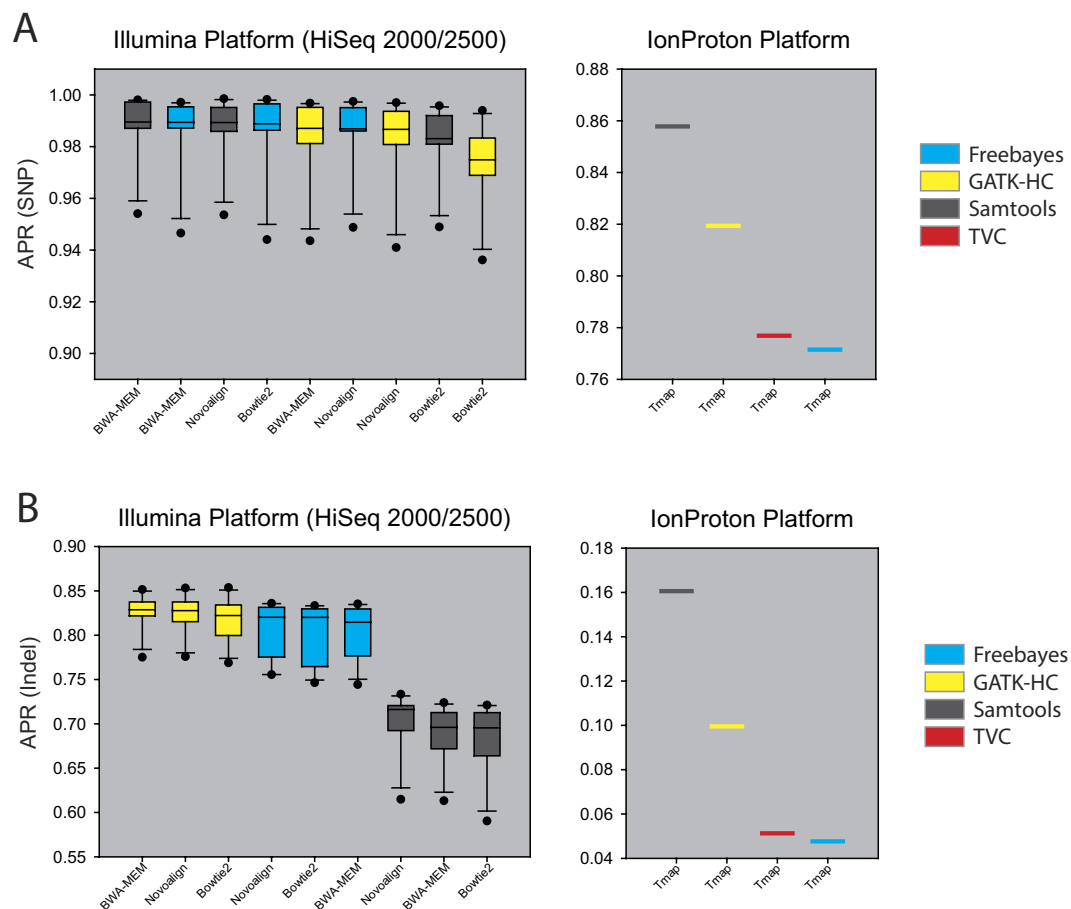 A
Illumina Platform (HiSeq 2000/2500)
APR (SNP)
1.00
0.98
0.96
0.94
0.92
0.90
BWA-MEM
BWA-MEM
Novoalign
Bowtie2
BWA-MEM
Novoalign
Novoalign
Bowtie2
Bowtie2
IonProton Platform
0.88
0.86
0.84
0.82
0.80
0.78
0.76
Tmap
Tmap
Tmap
Tmap
Freebayes
GATK-HC
Samtools
TVC
B
Illumina Platform (HiSeq 2000/2500)
APR (Indel)
0.90
0.85
0.80
0.75
0.70
0.65
0.60
0.55
BWA-MEM
Novoalign
Bowtie2
Novoalign
Bowtie2
BWA-MEM
Novoalign
BWA-MEM
Bowtie2
IonProton Platform
0.18
0.16
0.14
0.12
0.10
0.08
0.06
0.04
Tmap
Tmap
Tmap
Tmap
Freebayes
GATK-HC
Samtools
TVC